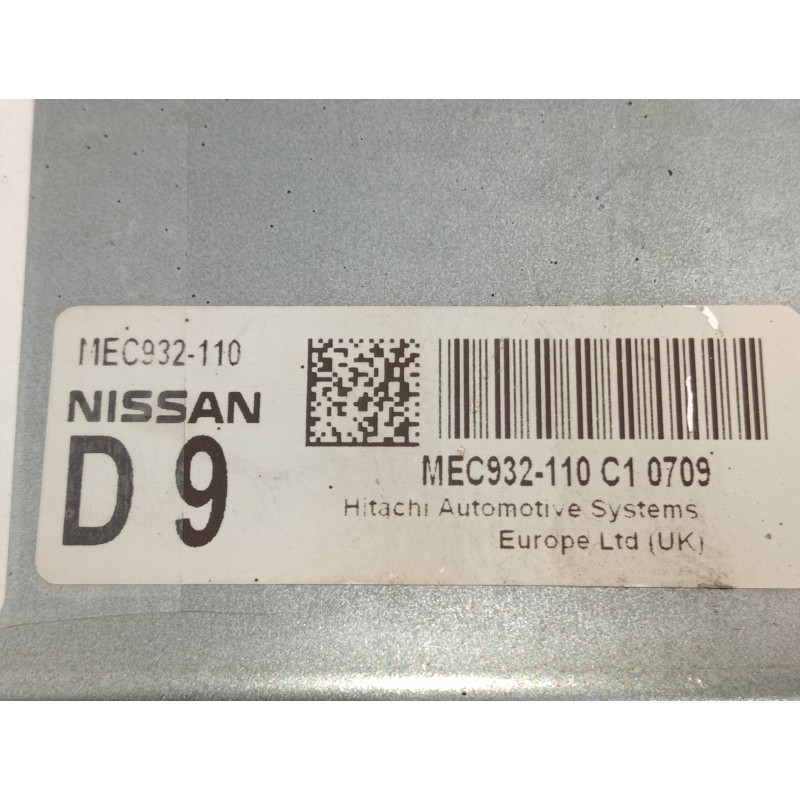 MEC932-110
NISSAN
D 9
MEC932-110 C1 0709
Hitachi Automotive Systems
Europe Ltd (UK)